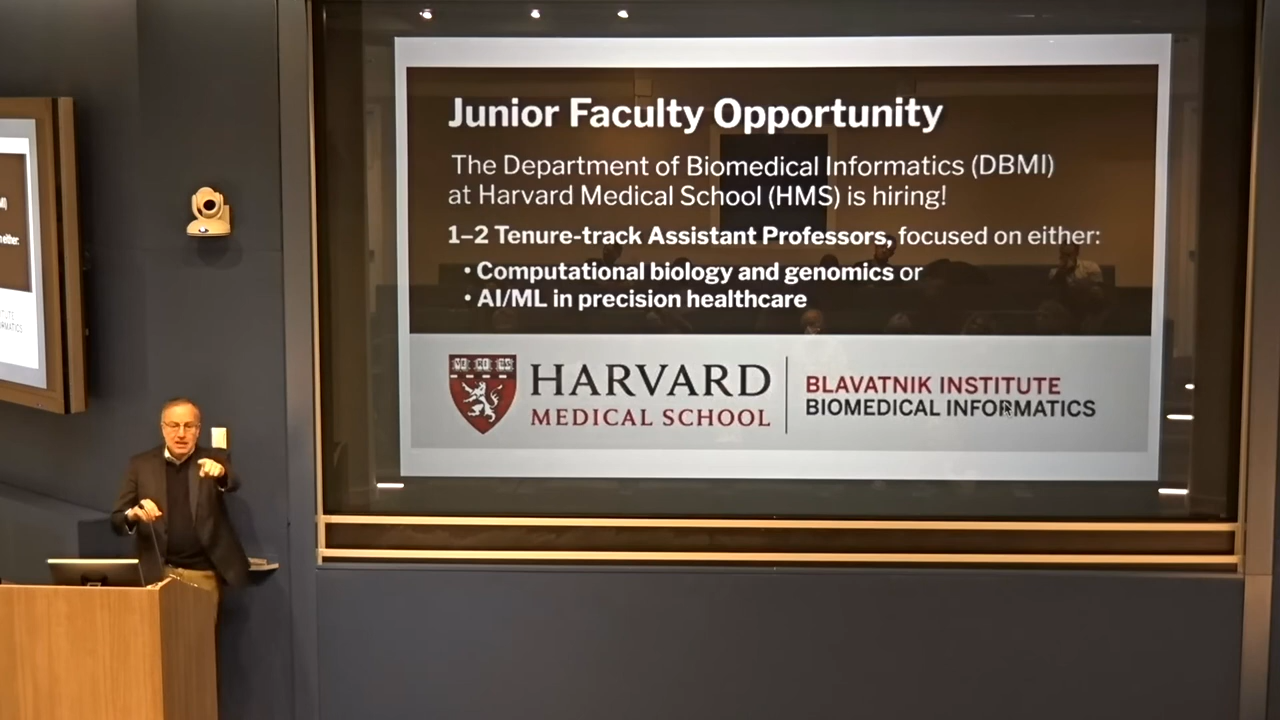 Junior Faculty Opportunity
The Department of Biomedical Informatics (DBMI)
at Harvard Medical School (HMS) is hiring!
1–2 Tenure-track Assistant Professors, focused on either:
• Computational biology and genomics or
• AI/ML in precision healthcare
HARVARD
MEDICAL SCHOOL
BLAVATNIK INSTITUTE
BIOMEDICAL INFORMATICS